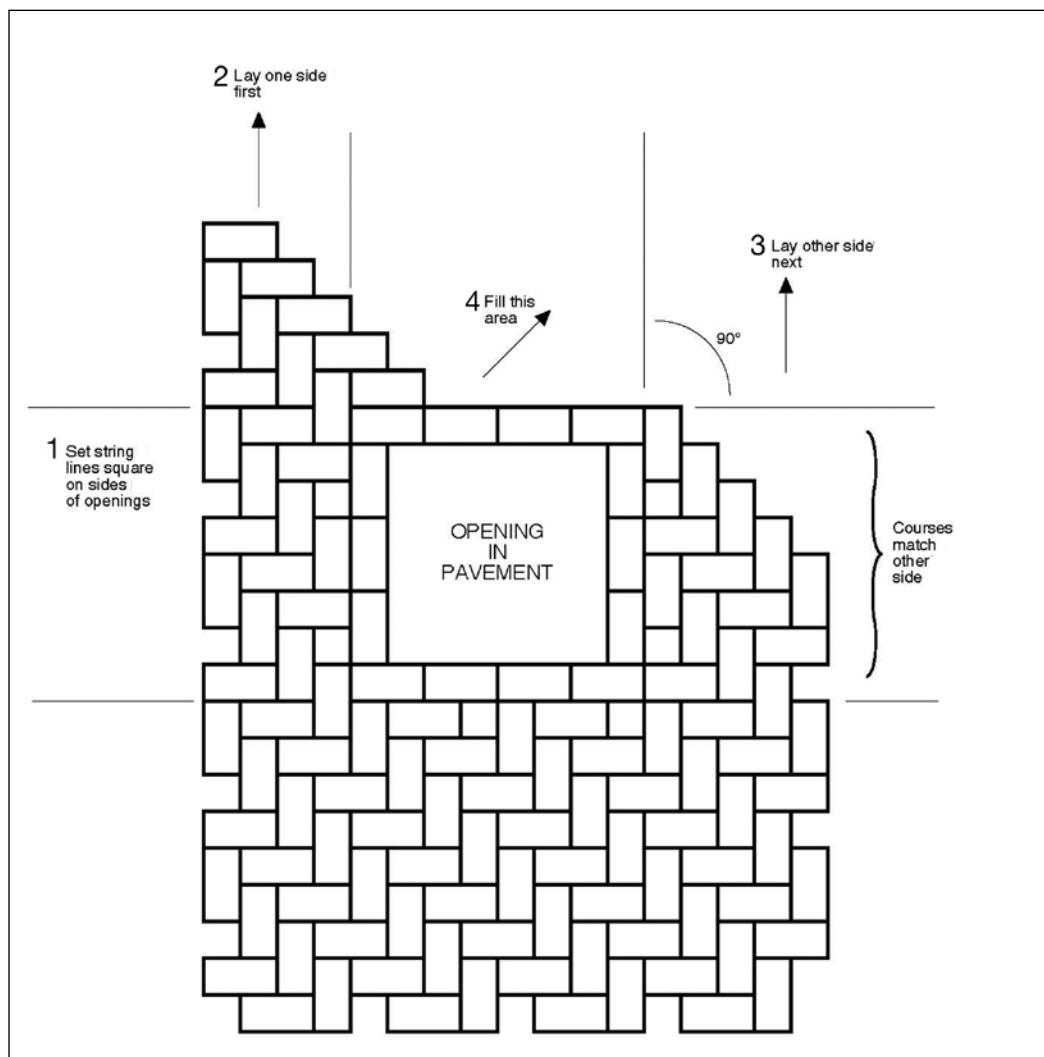 2 Lay one side
first
3 Lay other side
next
4 Fill this
area
90°
1 Set string
lines square
on sides
of openings
OPENING
IN
PAVEMENT
Courses
match
other
side